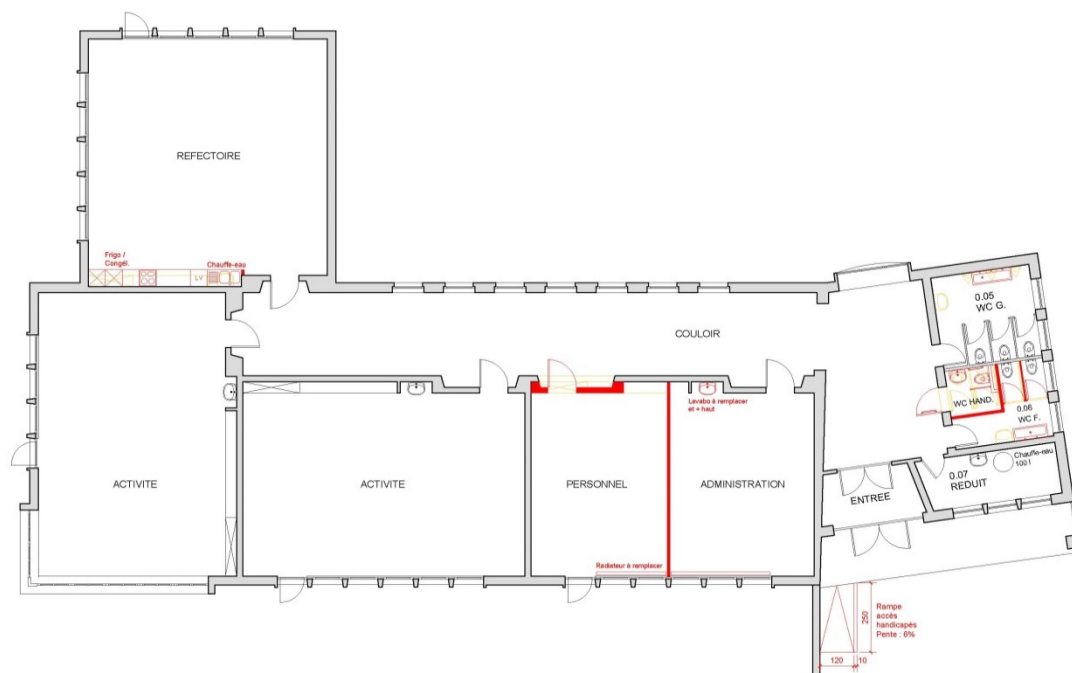 REFECTOIRE
Frigo /
Congél.
LV
Chauffe-eau
COULOIR
0.05
WC G.
WC HAND.
0.06
WC F.
Lavabo à remplacer
et + haut
Chauffe-eau
100 l
0.07
REDUIT
ACTIVITE
ACTIVITE
PERSONNEL
ADMINISTRATION
ENTREE
Radiateur à remplacer
250
Rampe
accès
handicapés
Pente : 6%
120
10